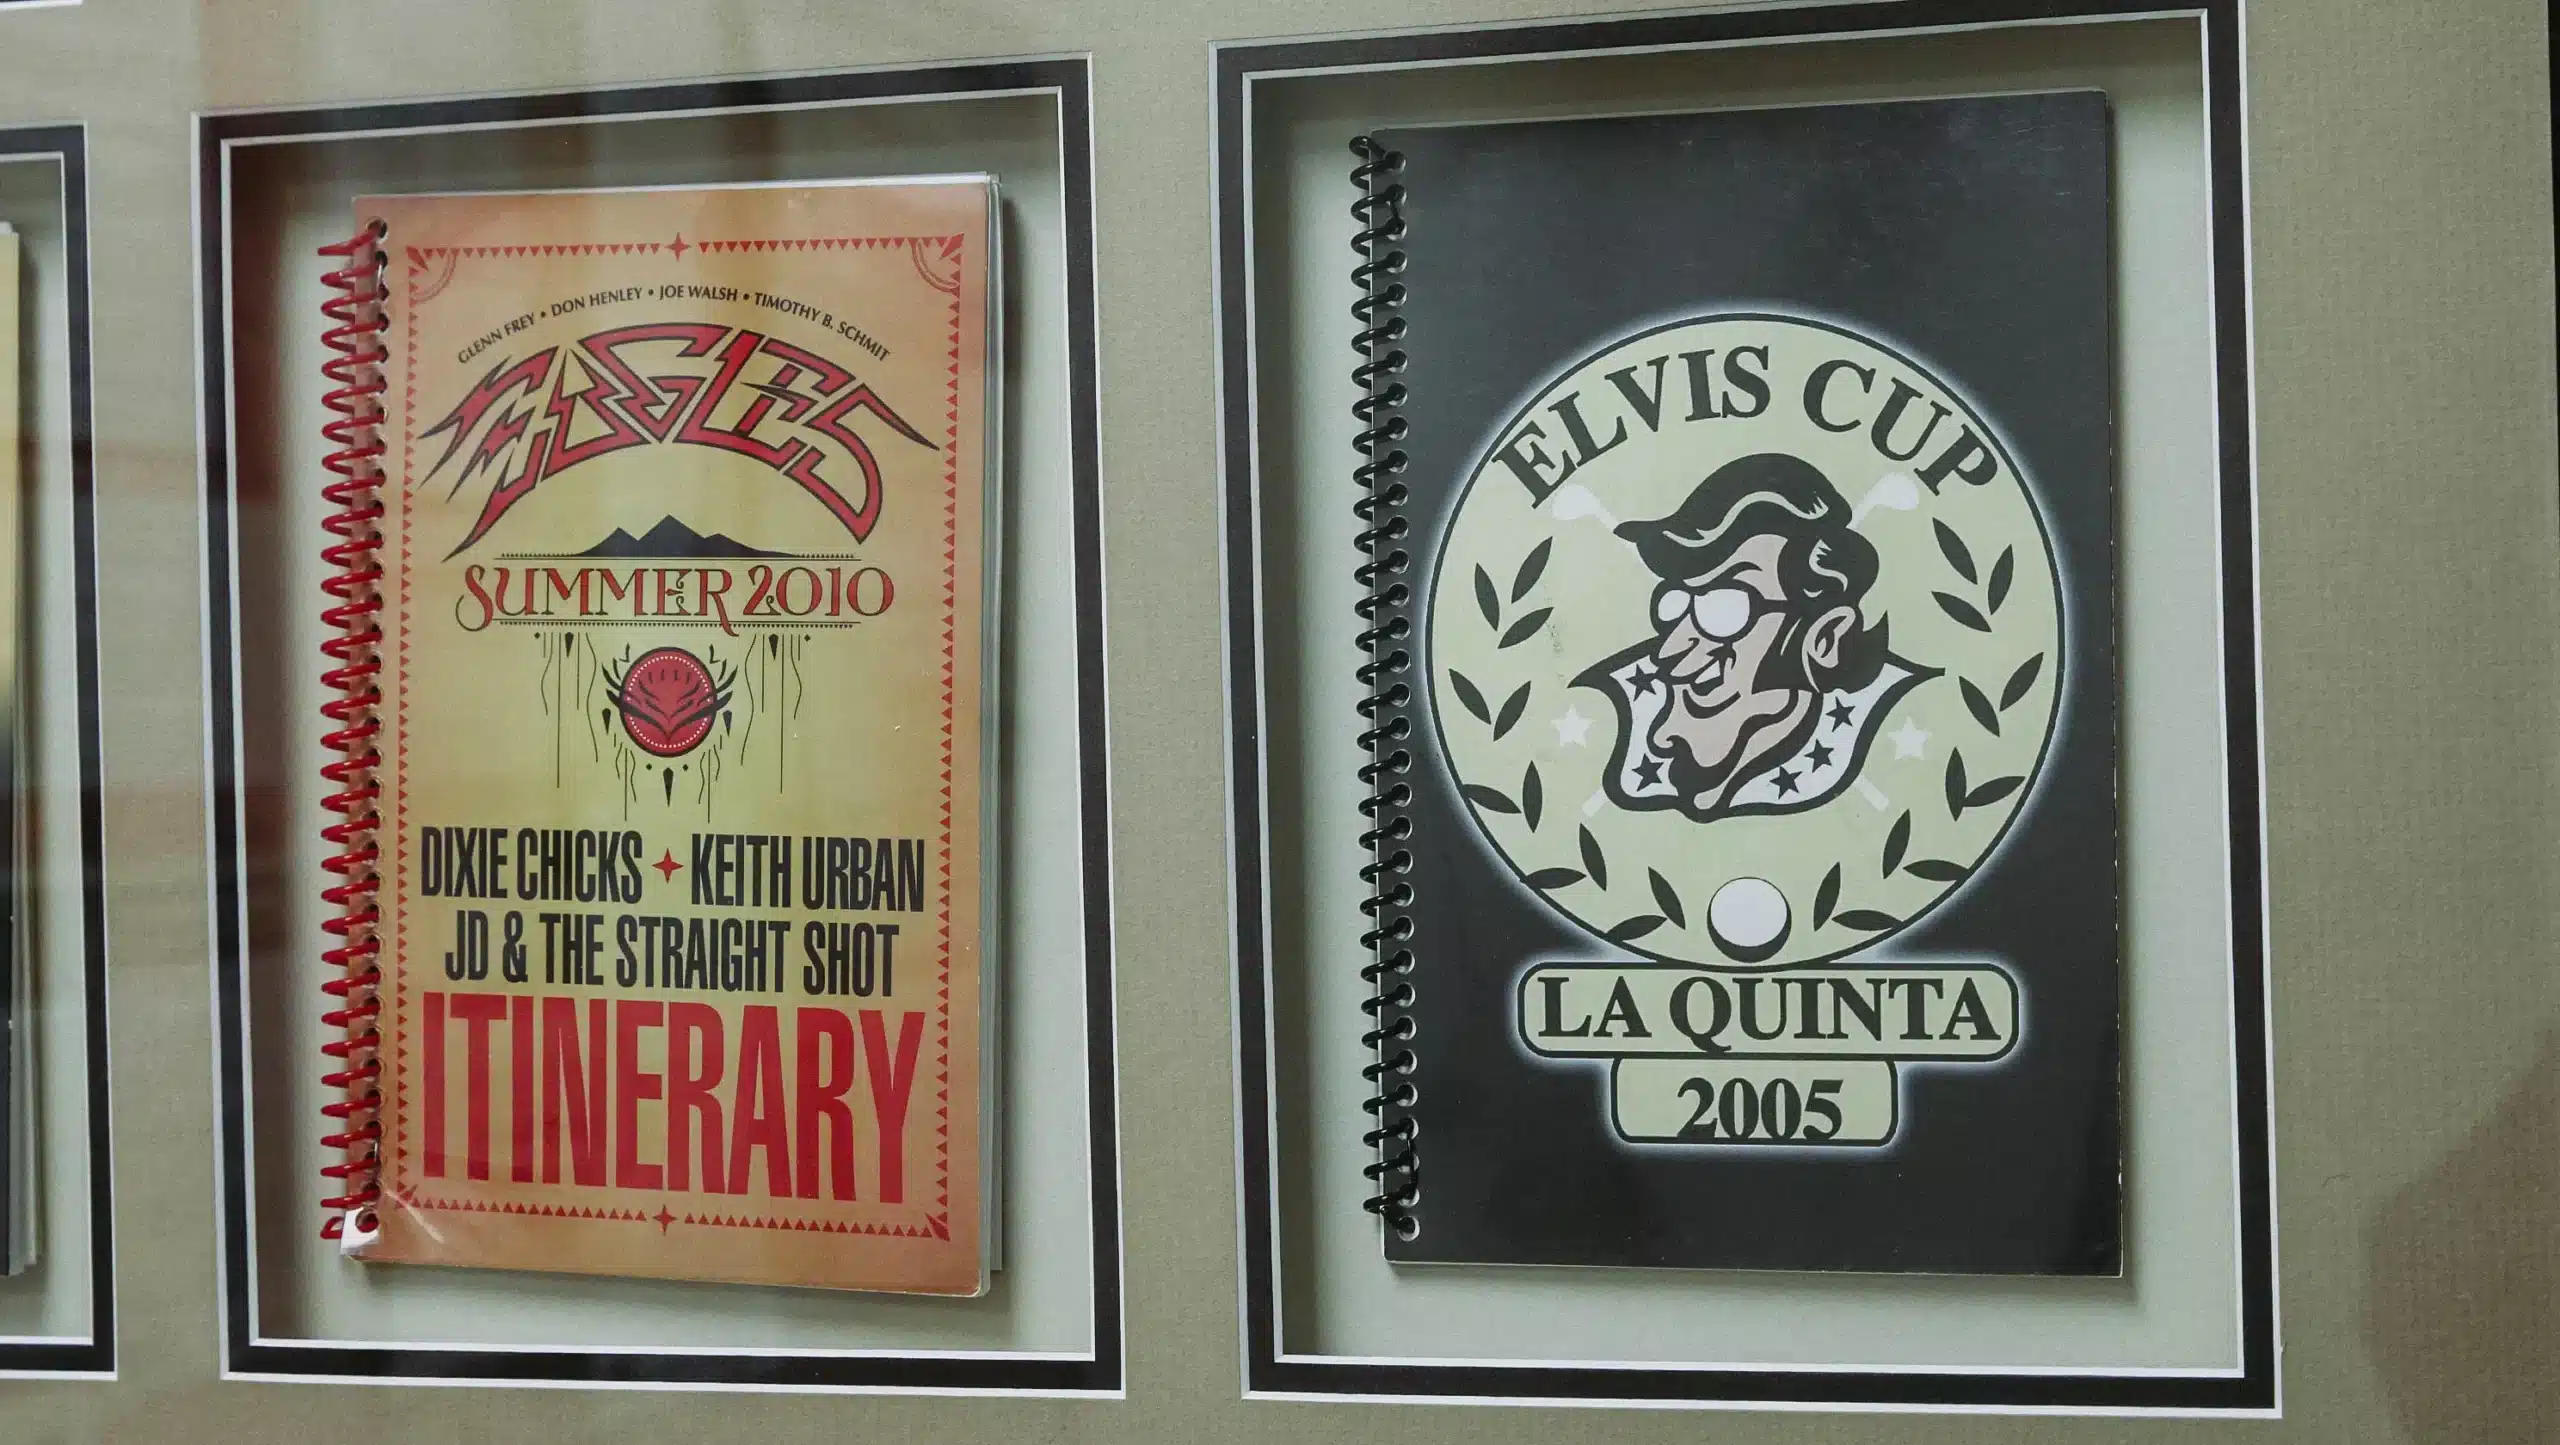 GLENN FREY • DON HENLEY • JOE WALSH • TIMOTHY B. SCHMIT
EAGLES
SUMMER 2010
DIXIE CHICKS ✦ KEITH URBAN
JD & THE STRAIGHT SHOT
ITINERARY
ELVIS CUP
LA QUINTA
2005